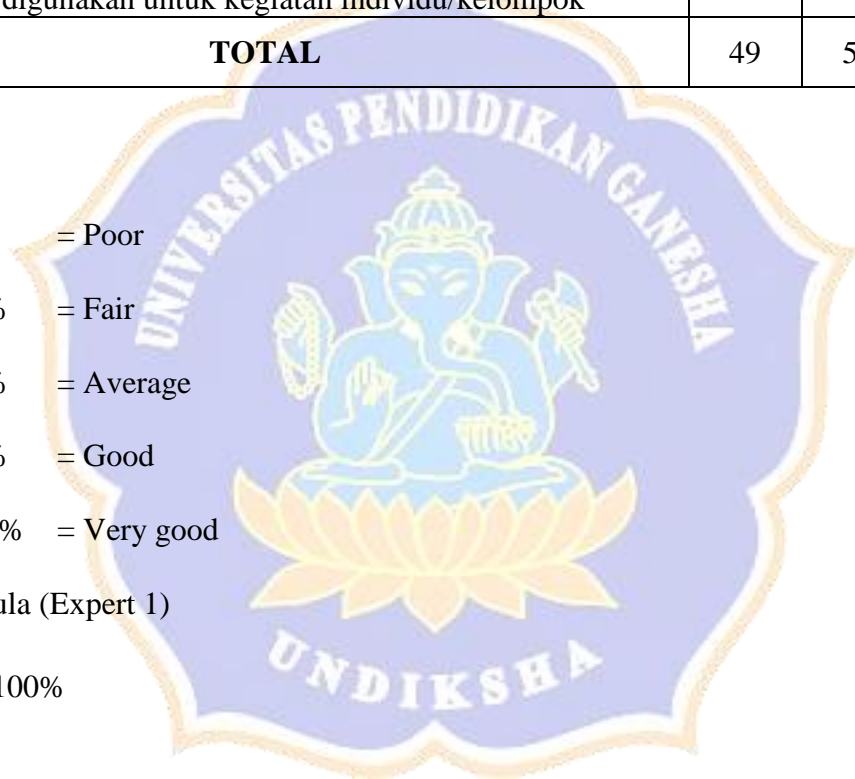 digunakan untuk kegiatan individu/kelompok
TOTAL 49 5
UNIVERSITAS PENDIDIKAN GANESHA
= Poor
% = Fair
% = Average
% = Good
% = Very good
ula (Expert 1)
100%
UNDIKSHA